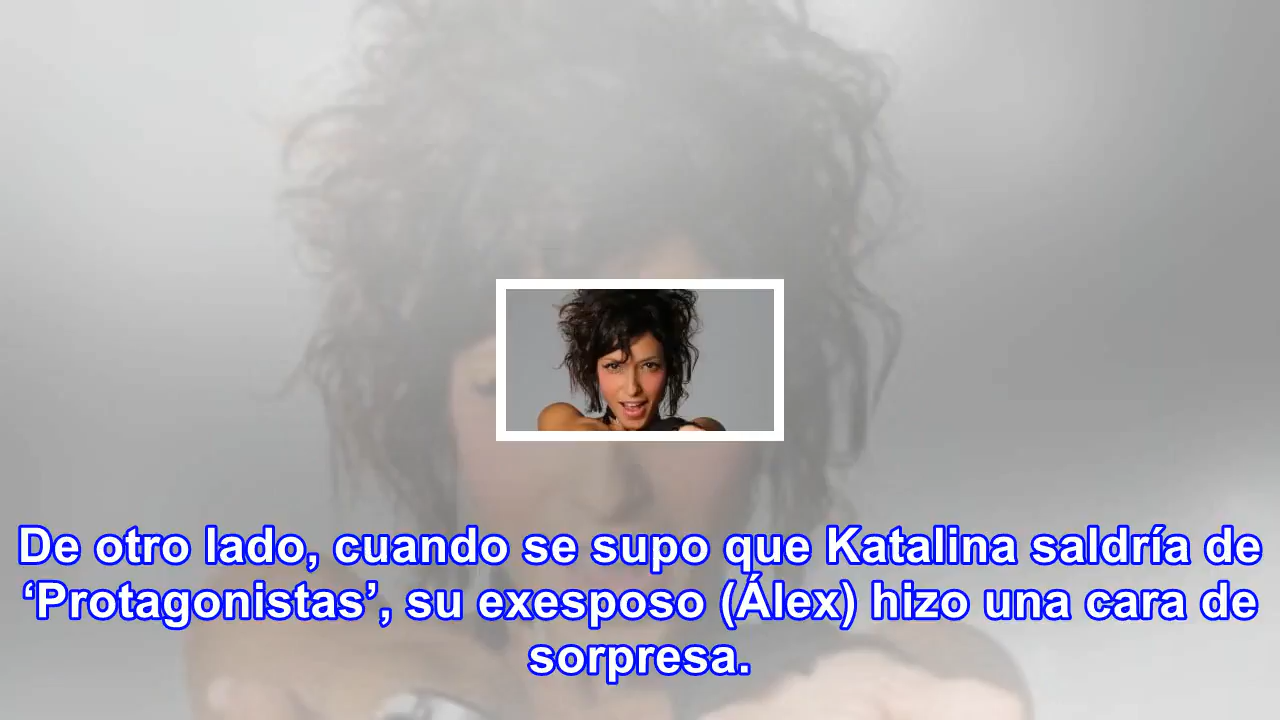 De otro lado, cuando se supo que Katalina saldría de
‘Protagonistas’, su exesposo (Álex) hizo una cara de
sorpresa.